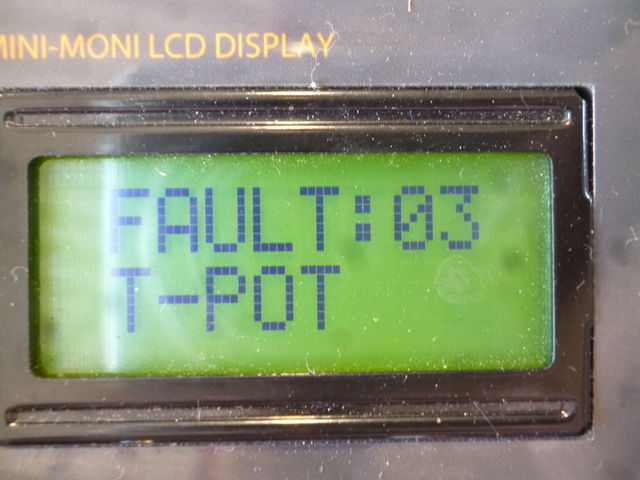 MINI-MONI LCD DISPLAY
FAULT:03
T-POT